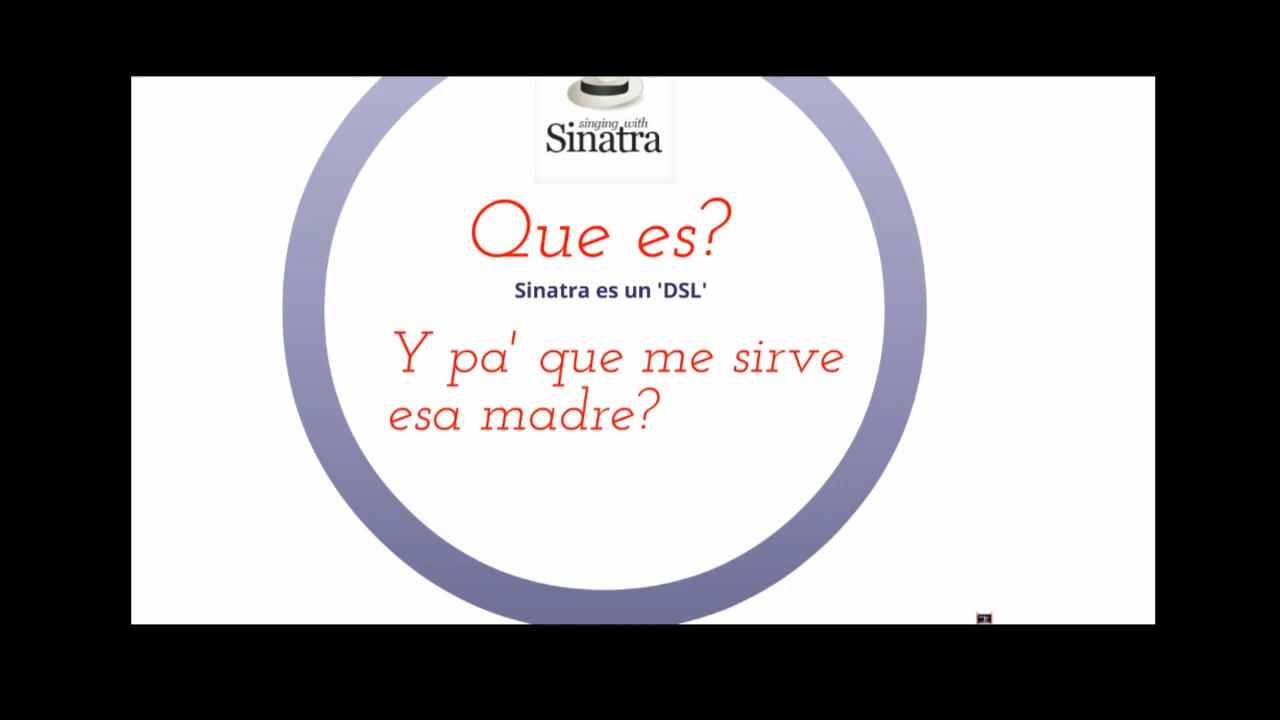 singing with
Sinatra
Que es?
Sinatra es un 'DSL'
Y pa' que me sirve
esa madre?